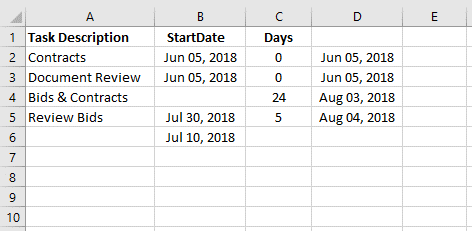 A B C D E
1 Task Description StartDate Days
2 Contracts Jun 05, 2018 0 Jun 05, 2018
3 Document Review Jun 05, 2018 0 Jun 05, 2018
4 Bids & Contracts 24 Aug 03, 2018
5 Review Bids Jul 30, 2018 5 Aug 04, 2018
6 Jul 10, 2018
7
8
9
10